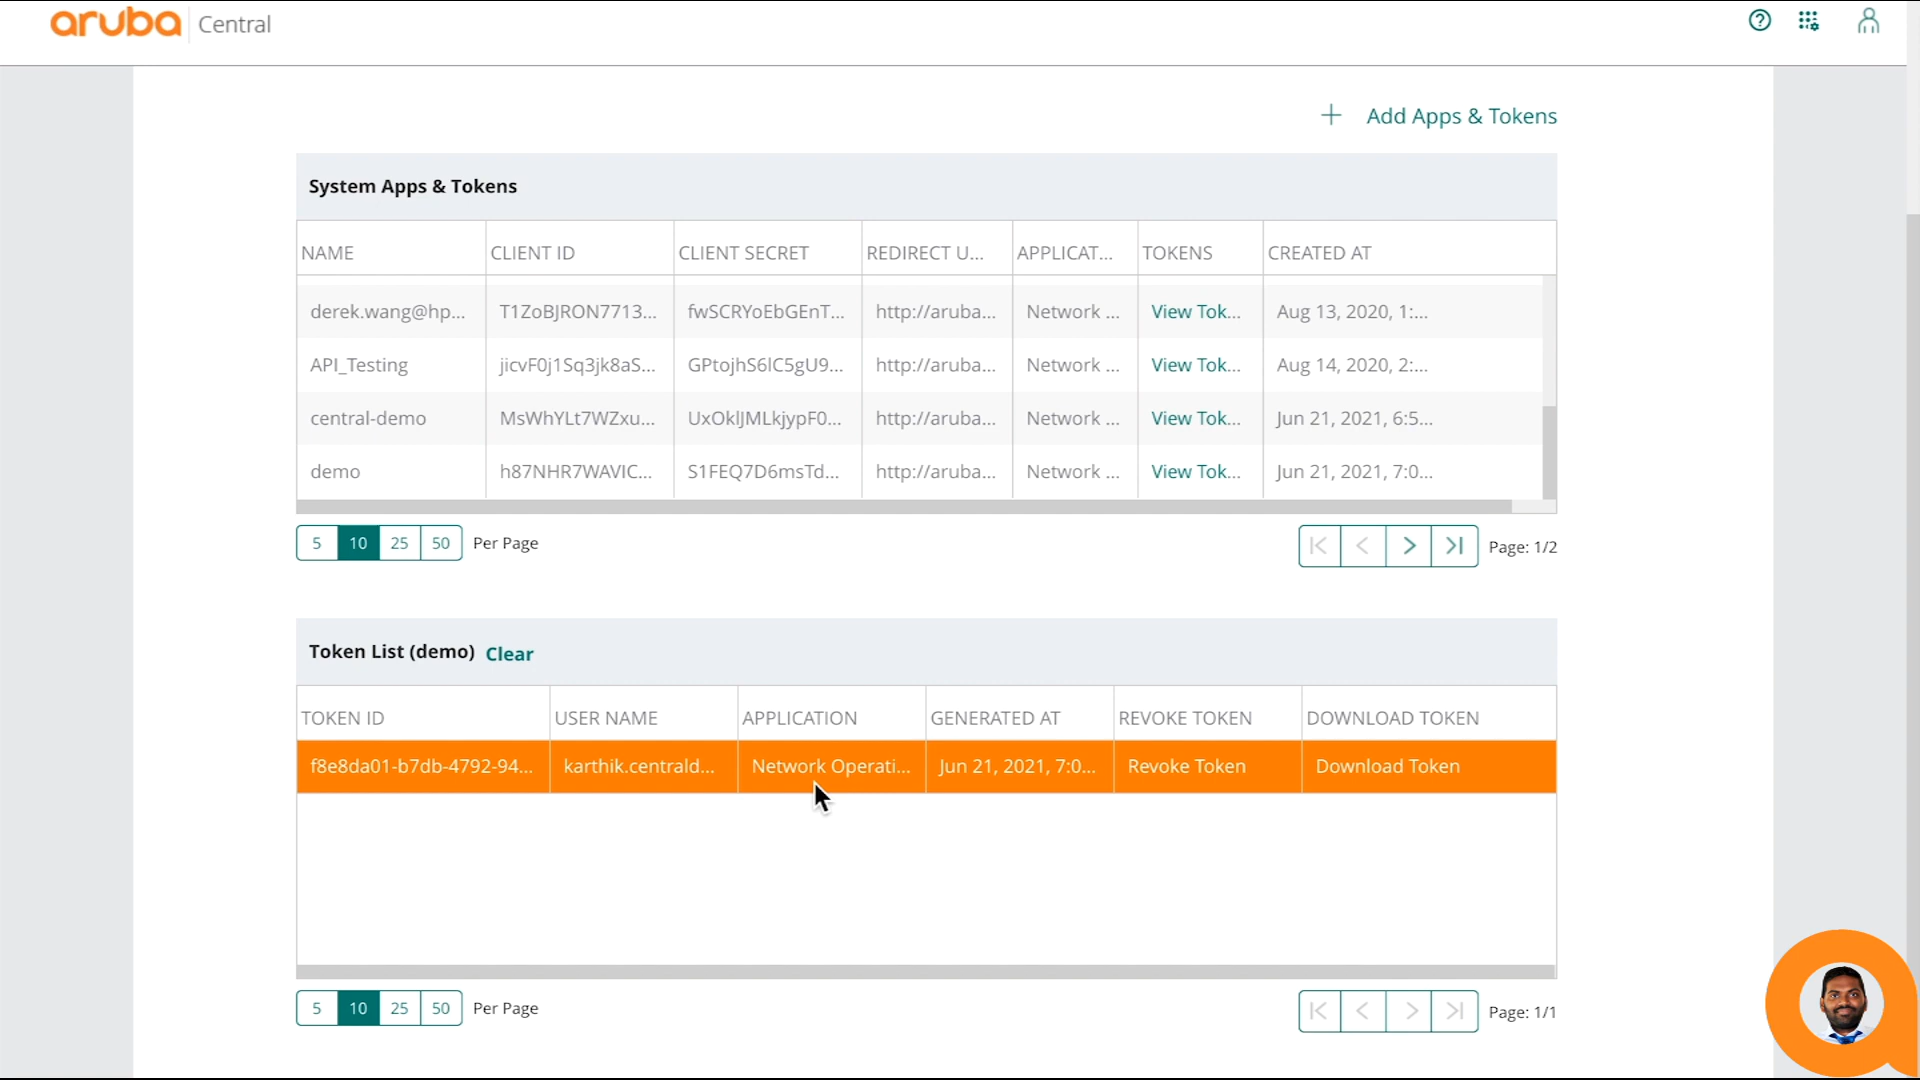 aruba Central
+ Add Apps & Tokens
System Apps & Tokens
NAME CLIENT ID CLIENT SECRET REDIRECT U... APPLICAT... TOKENS CREATED AT
derek.wang@hp... T1ZoBJRON7713... fwSCRYoEbGEnT... http://aruba... Network ... View Tok... Aug 13, 2020, 1:...
API_Testing jicvF0j1Sq3jk8aS... GPtojhS6lC5gU9... http://aruba... Network ... View Tok... Aug 14, 2020, 2:...
central-demo MsWhYLt7WZxu... UxOklJMLkjypF0... http://aruba... Network ... View Tok... Jun 21, 2021, 6:5...
demo h87NHR7WAVIC... S1FEQ7D6msTd... http://aruba... Network ... View Tok... Jun 21, 2021, 7:0...
5 10 25 50 Per Page Page: 1/2
Token List (demo) Clear
TOKEN ID USER NAME APPLICATION GENERATED AT REVOKE TOKEN DOWNLOAD TOKEN
f8e8da01-b7db-4792-94... karthik.centrald... Network Operati... Jun 21, 2021, 7:0... Revoke Token Download Token
5 10 25 50 Per Page Page: 1/1